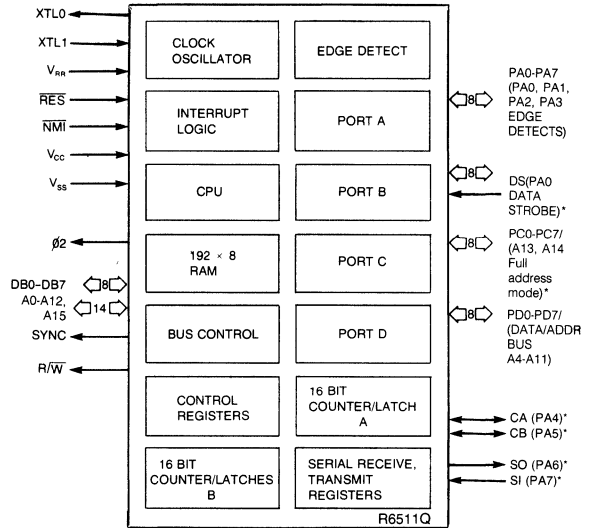 XTL0
XTL1
VRR
RES
NMI
Vcc
Vss
ø2
DB0-DB7
8
A0-A12,
A15
14
SYNC
R/W
CLOCK
OSCILLATOR
EDGE DETECT
INTERRUPT
LOGIC
PORT A
CPU
PORT B
192 × 8
RAM
PORT C
BUS CONTROL
PORT D
CONTROL
REGISTERS
16 BIT
COUNTER/LATCH
A
16 BIT
COUNTER/LATCHES
B
SERIAL RECEIVE,
TRANSMIT
REGISTERS
R6511Q
8
PA0-PA7
(PA0, PA1,
PA2, PA3
EDGE
DETECTS)
8
DS(PA0
DATA
STROBE)*
8
PC0-PC7/
(A13, A14
Full
address
mode)*
8
PD0-PD7/
(DATA/ADDR
BUS
A4-A11)
CA (PA4)*
CB (PA5)*
SO (PA6)*
SI (PA7)*